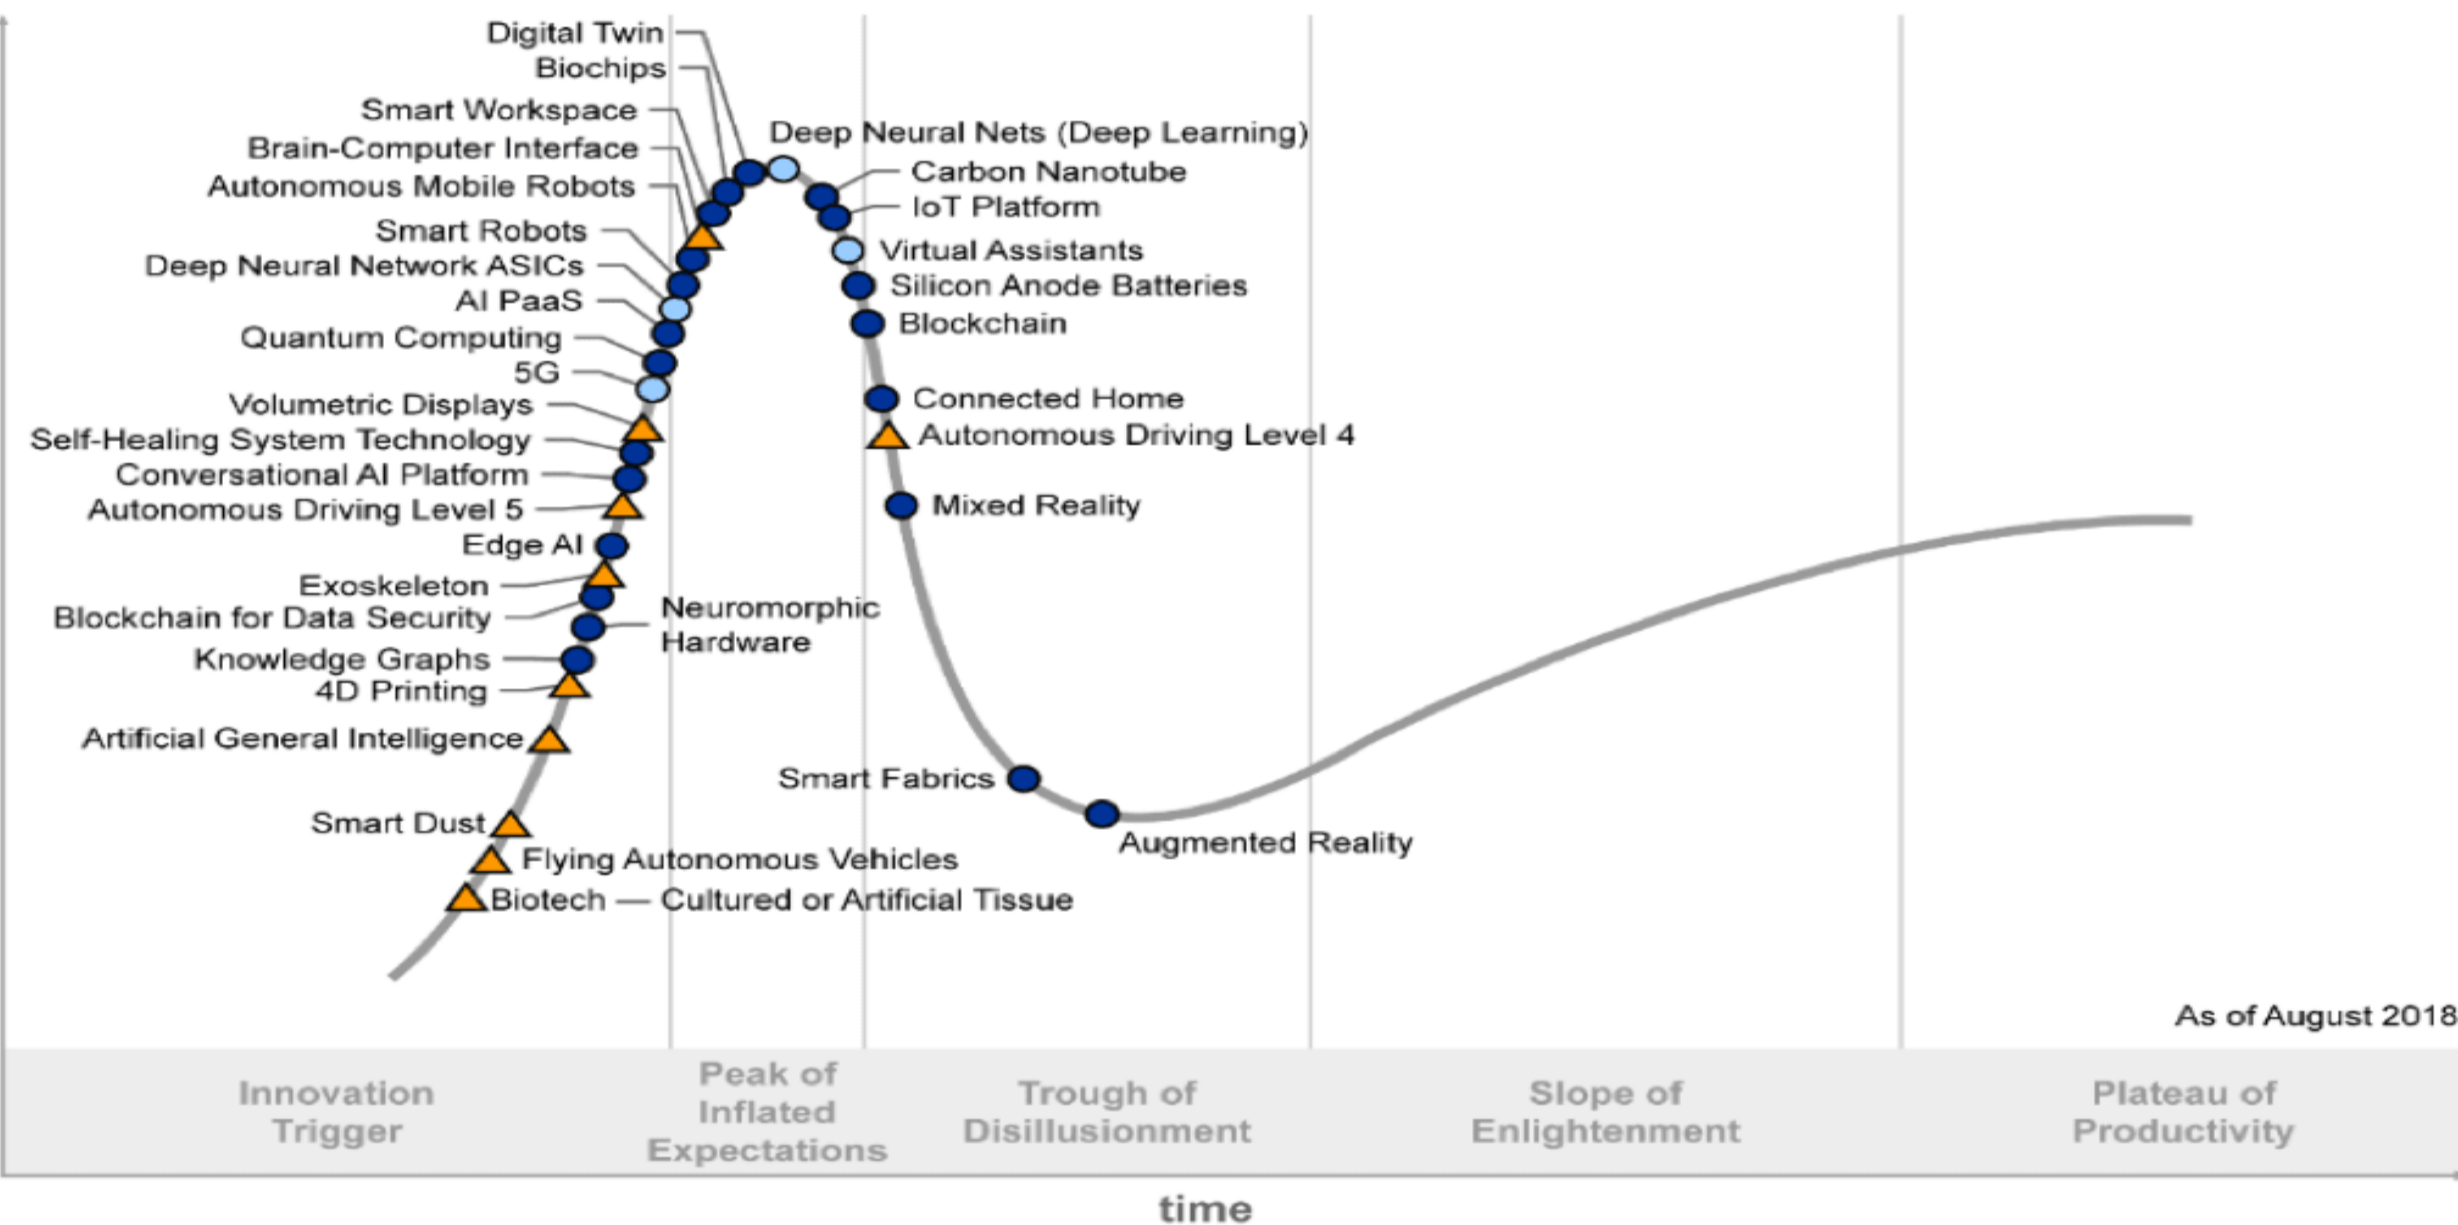 Digital Twin
Biochips
Smart Workspace
Brain-Computer Interface
Autonomous Mobile Robots
Smart Robots
Deep Neural Network ASICs
AI PaaS
Quantum Computing
5G
Volumetric Displays
Self-Healing System Technology
Conversational AI Platform
Autonomous Driving Level 5
Edge AI
Exoskeleton
Blockchain for Data Security
Neuromorphic
Hardware
Knowledge Graphs
4D Printing
Artificial General Intelligence
Smart Dust
Flying Autonomous Vehicles
Biotech — Cultured or Artificial Tissue
Deep Neural Nets (Deep Learning)
Carbon Nanotube
IoT Platform
Virtual Assistants
Silicon Anode Batteries
Blockchain
Connected Home
Autonomous Driving Level 4
Mixed Reality
Smart Fabrics
Augmented Reality
As of August 2018
Innovation
Trigger
Peak of
Inflated
Expectations
Trough of
Disillusionment
Slope of
Enlightenment
Plateau of
Productivity
time